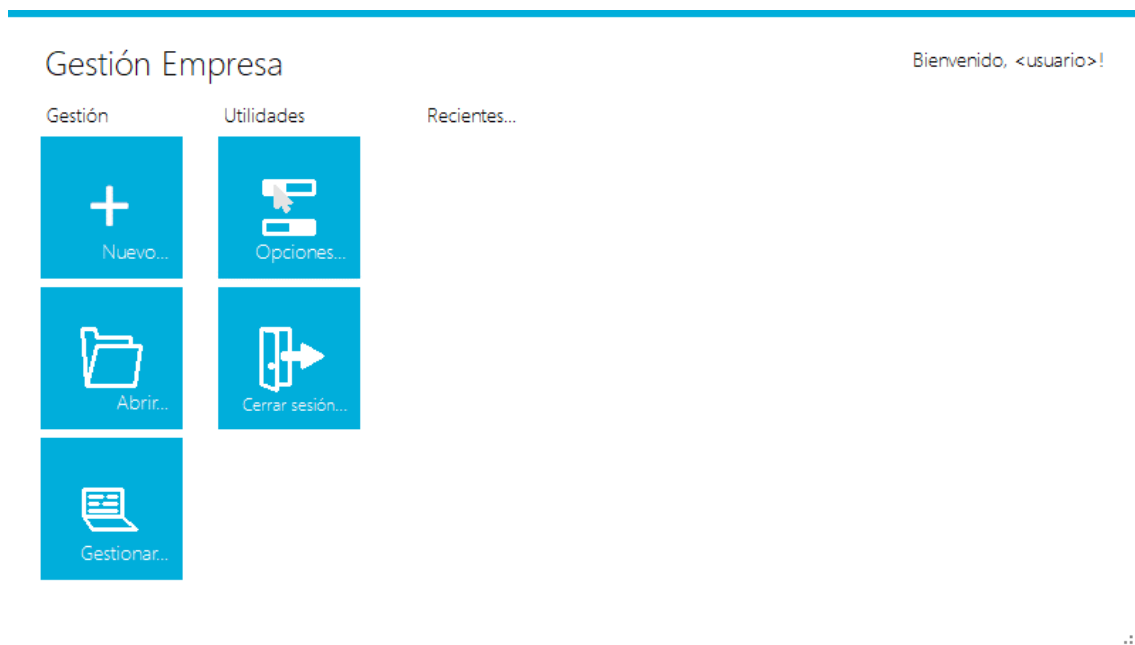 Gestión Empresa
Bienvenido, <usuario>!
Gestión
Utilidades
Recientes...
Nuevo...
Opciones...
Abrir...
Cerrar sesión...
Gestionar...